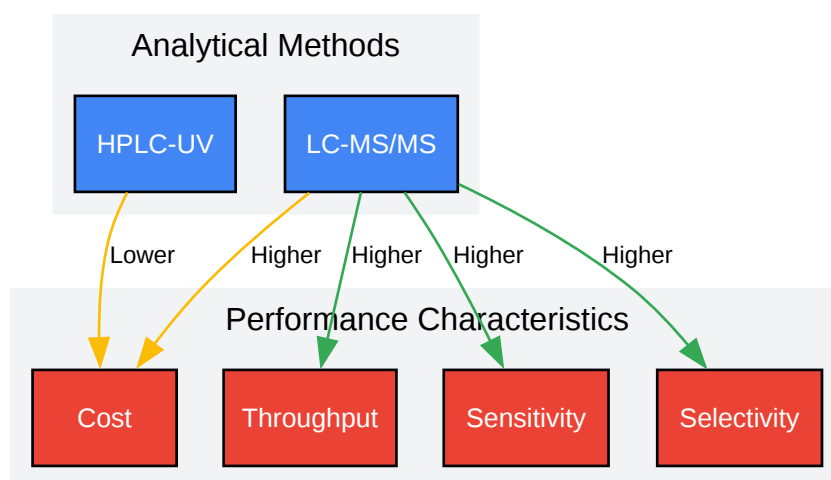 Analytical Methods
HPLC-UV
LC-MS/MS
Lower
Higher
Higher
Higher
Higher
Performance Characteristics
Cost
Throughput
Sensitivity
Selectivity